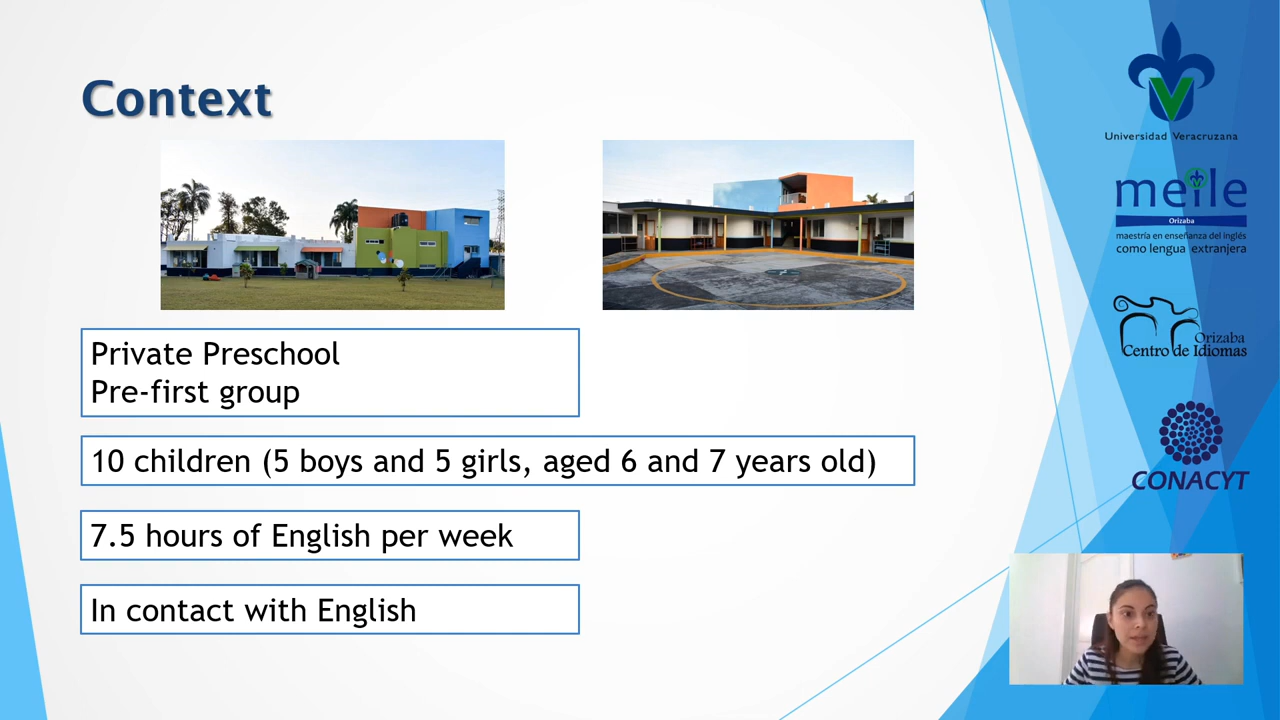 Context
Private Preschool
Pre-first group
10 children (5 boys and 5 girls, aged 6 and 7 years old)
7.5 hours of English per week
In contact with English
Universidad Veracruzana
meile
Orizaba
maestría en enseñanza del inglés
como lengua extranjera
Orizaba
Centro de Idiomas
CONACYT